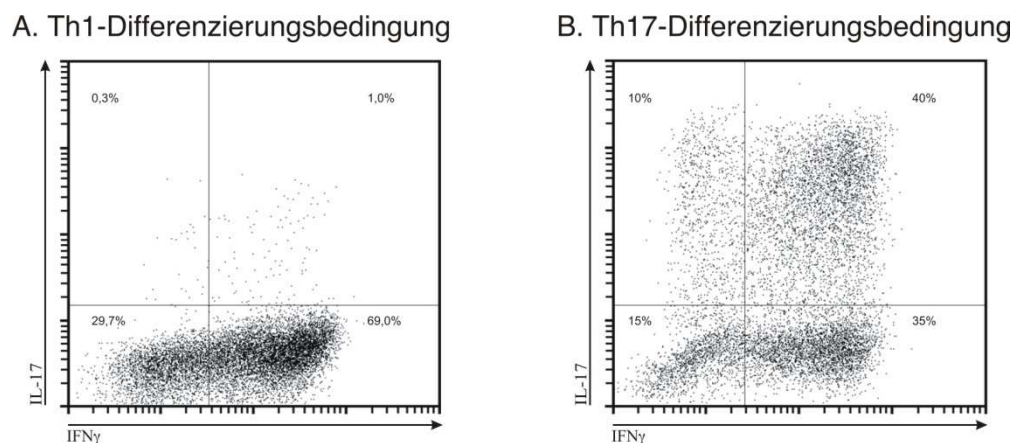 A. Th1-Differenzierungsbedingung
0,3%
1,0%
29,7%
69,0%
IL-17
IFNγ
B. Th17-Differenzierungsbedingung
10%
40%
15%
35%
IL-17
IFNγ